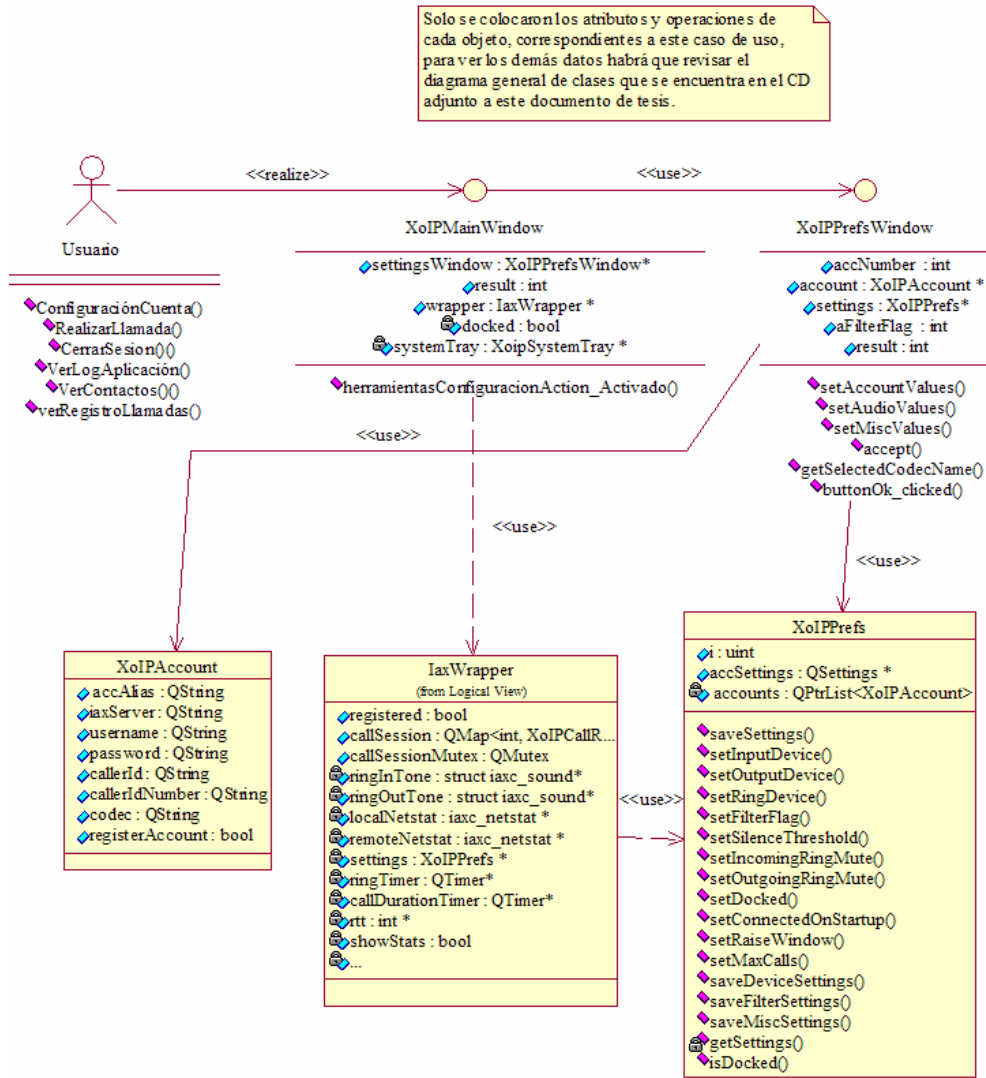 Solo se colocaron los atributos y operaciones de
cada objeto, correspondientes a este caso de uso,
para ver los demás datos habrá que revisar el
diagrama general de clases que se encuentra en el CD
adjunto a este documento de tesis.
<<realize>>
<<use>>
Usuario
ConfiguraciónCuenta()
RealizarLlamada()
CerrarSesion()()
VerLogAplicación()
VerContactos()()
verRegistroLlamadas()
XoIPMainWindow
settingsWindow : XoIPPrefsWindow*
result : int
wrapper : IaxWrapper *
docked : bool
systemTray : XoipSystemTray *
herramientasConfiguracionAction_Activado()
XoIPPrefsWindow
accNumber : int
account : XoIPAccount *
settings : XoIPPrefs*
aFilterFlag : int
result : int
setAccountValues()
setAudioValues()
setMiscValues()
accept()
getSelectedCodecName()
buttonOk_clicked()
<<use>>
<<use>>
<<use>>
XoIPAccount
accAlias : QString
iaxServer : QString
username : QString
password : QString
callerId : QString
callerIdNumber : QString
codec : QString
registerAccount : bool
IaxWrapper
(from Logical View)
registered : bool
callSession : QMap<int, XoIPCallR...
callSessionMutex : QMutex
ringInTone : struct iaxc_sound*
ringOutTone : struct iaxc_sound*
localNetstat : iaxc_netstat *
remoteNetstat : iaxc_netstat *
settings : XoIPPrefs *
ringTimer : QTimer*
callDurationTimer : QTimer*
rtt : int *
showStats : bool
...
<<use>>
XoIPPrefs
i : uint
accSettings : QSettings *
accounts : QPtrList<XoIPAccount>
saveSettings()
setInputDevice()
setOutputDevice()
setRingDevice()
setFilterFlag()
setSilenceThreshold()
setIncomingRingMute()
setOutgoingRingMute()
setDocked()
setConnectedOnStartup()
setRaiseWindow()
setMaxCalls()
saveDeviceSettings()
saveFilterSettings()
saveMiscSettings()
getSettings()
isDocked()